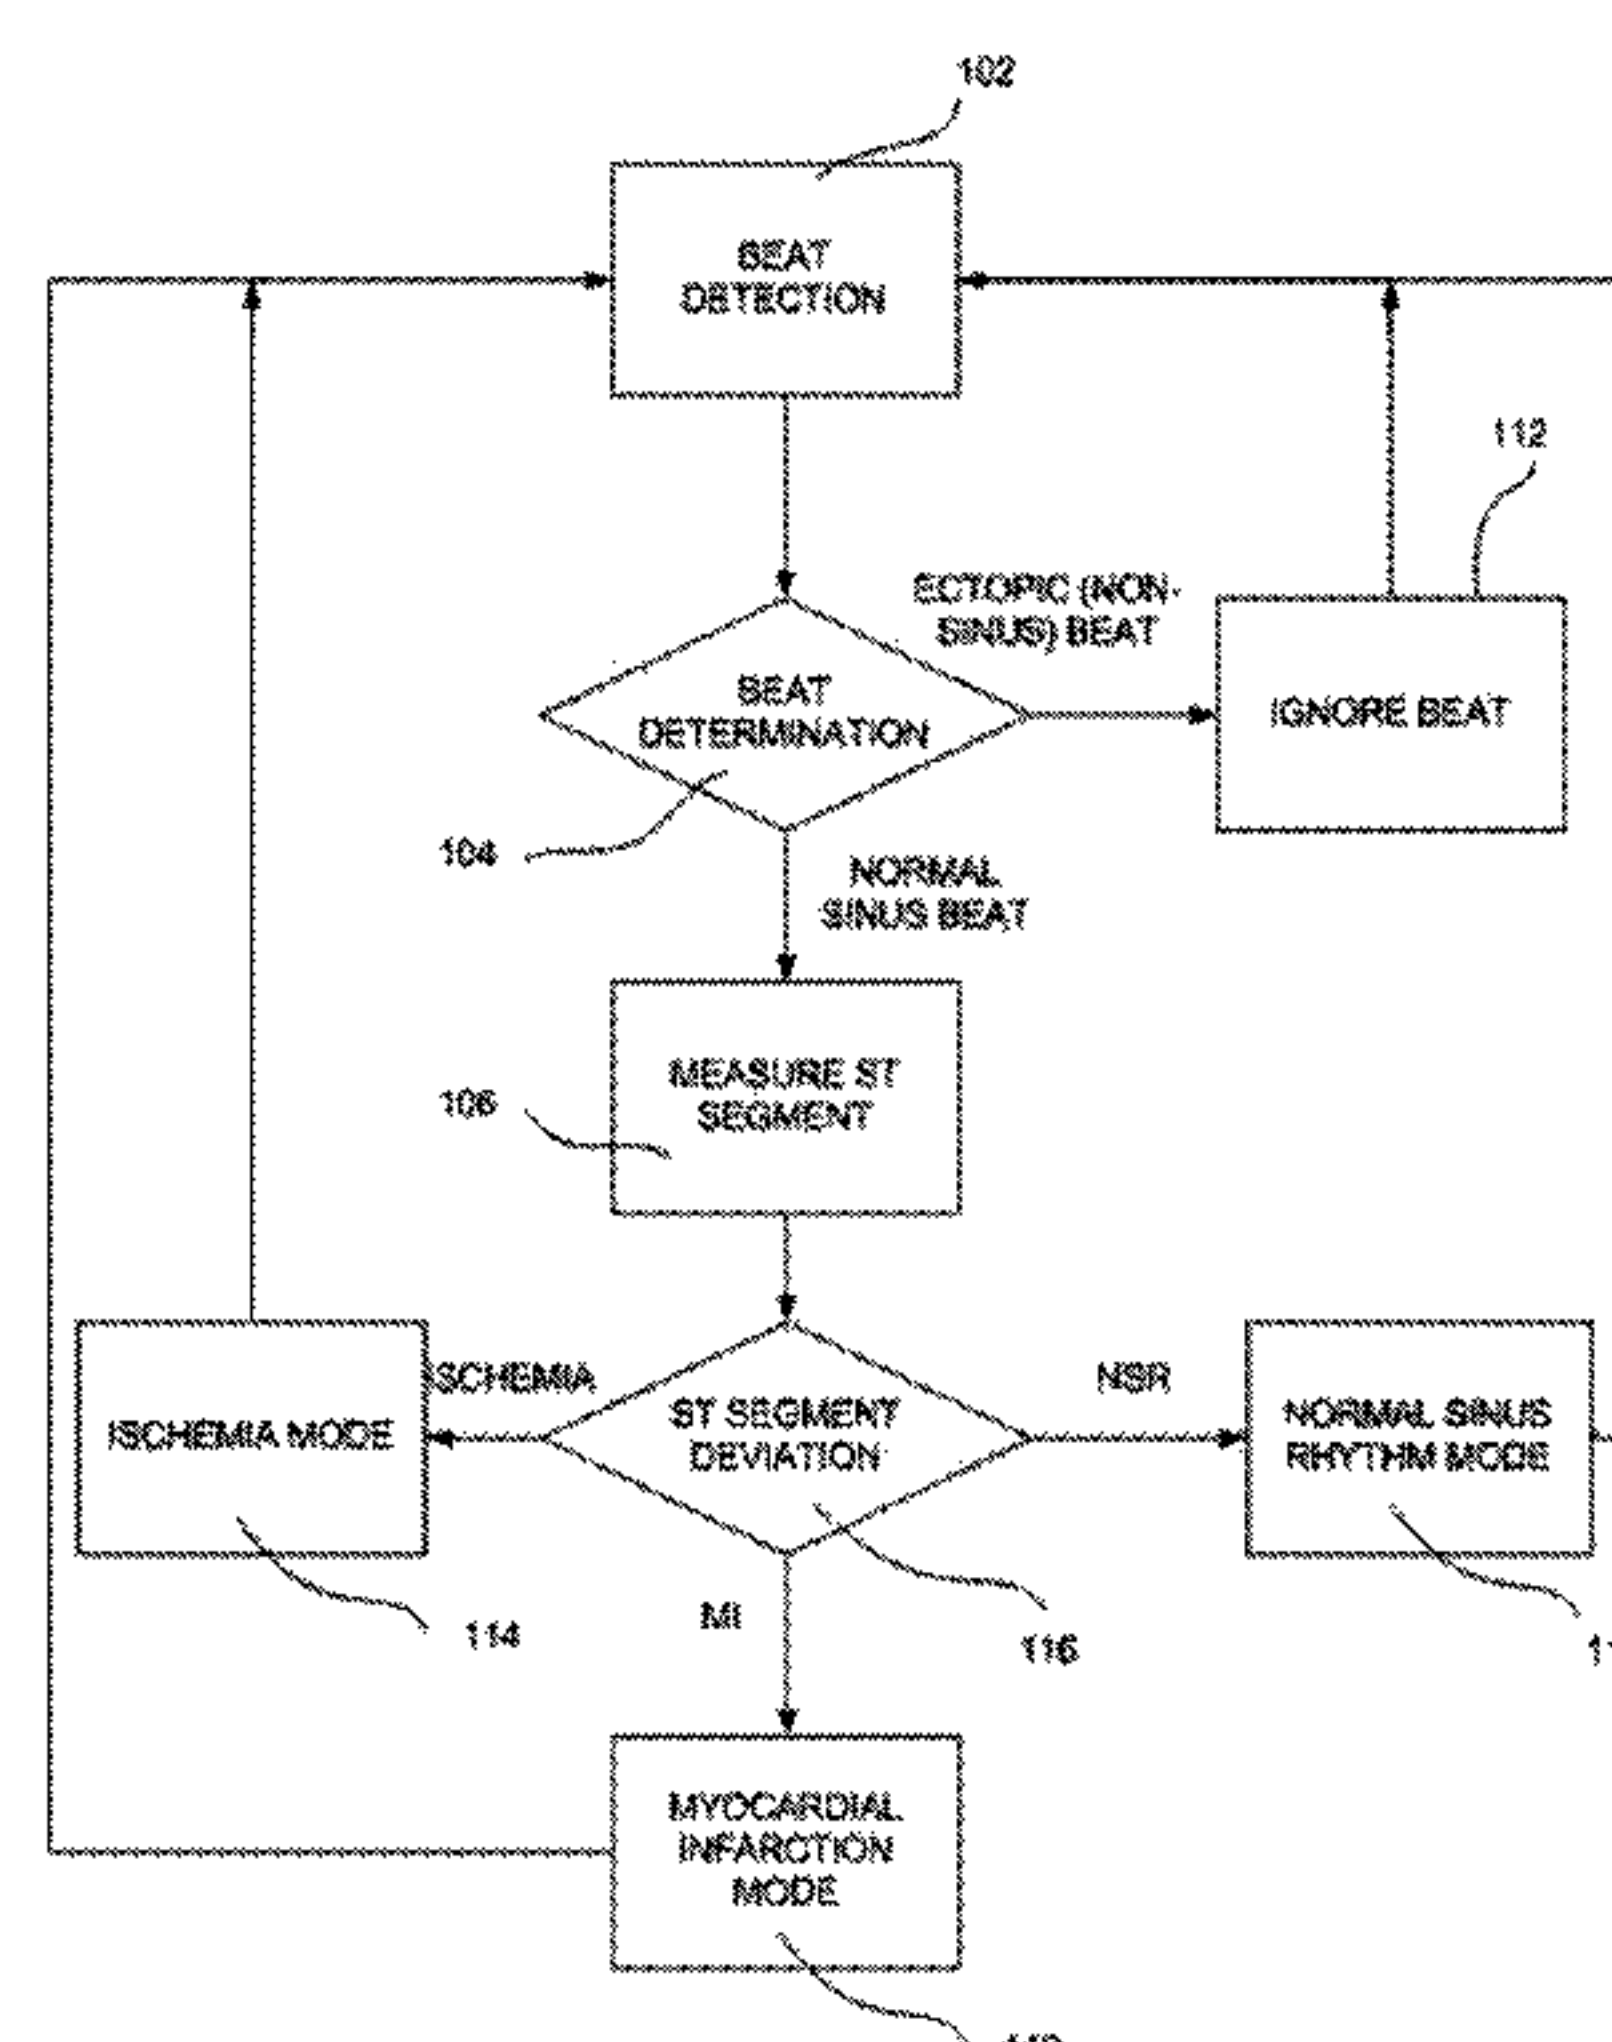 102
BEAT
DETECTION
112
ECTOPIC (NON-
SINUS) BEAT
BEAT
DETERMINATION
IGNORE BEAT
104
NORMAL
SINUS BEAT
MEASURE ST
SEGMENT
106
ISCHEMIA
NSR
ISCHEMIA MODE
ST SEGMENT
DEVIATION
NORMAL SINUS
RHYTHM MODE
MI
114
116
MYOCARDIAL
INFARCTION
MODE